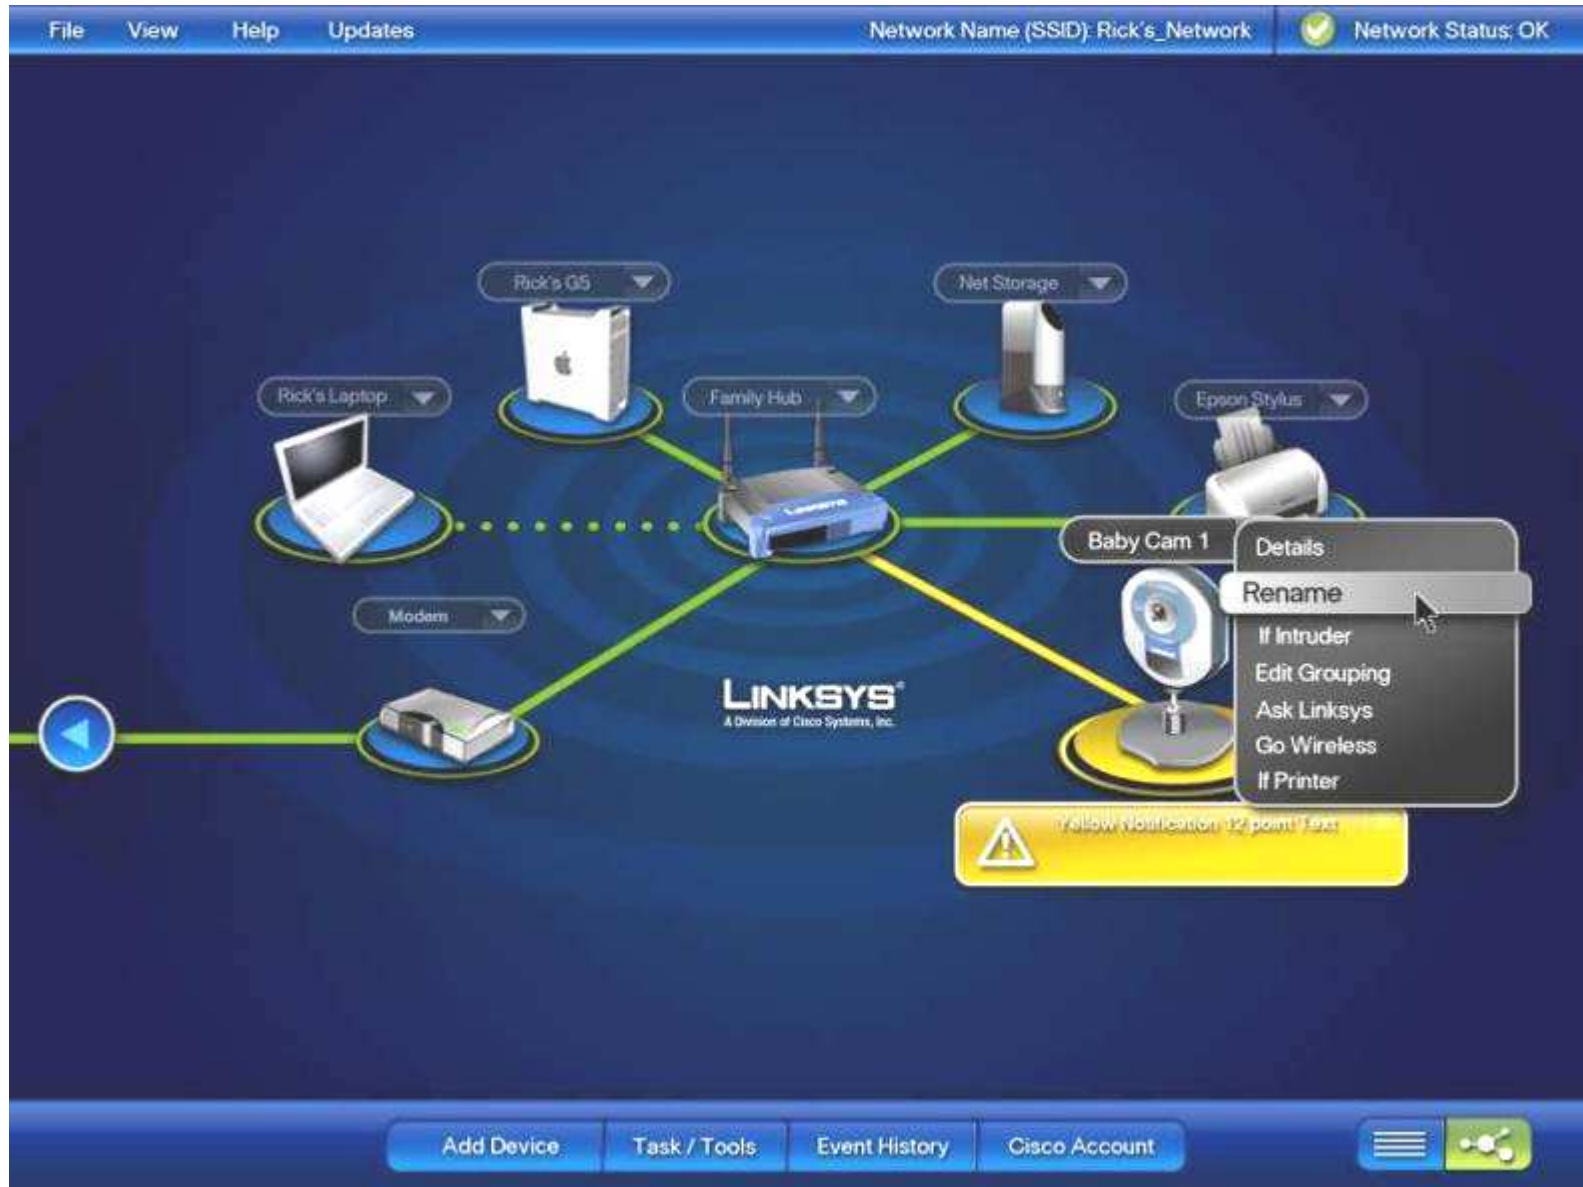 File View Help Updates Network Name (SSID): Rick's_Network Network Status: OK
Rick's G5
Net Storage
Rick's Laptop
Family Hub
Epson Stylus
LINKSYS
Baby Cam 1
Details
Rename
If Intruder
Edit Grouping
Ask Linksys
Go Wireless
If Printer
Modem
LINKSYS®
A Division of Cisco Systems, Inc.
Yellow Notification 12 point Text
Add Device Task / Tools Event History Cisco Account